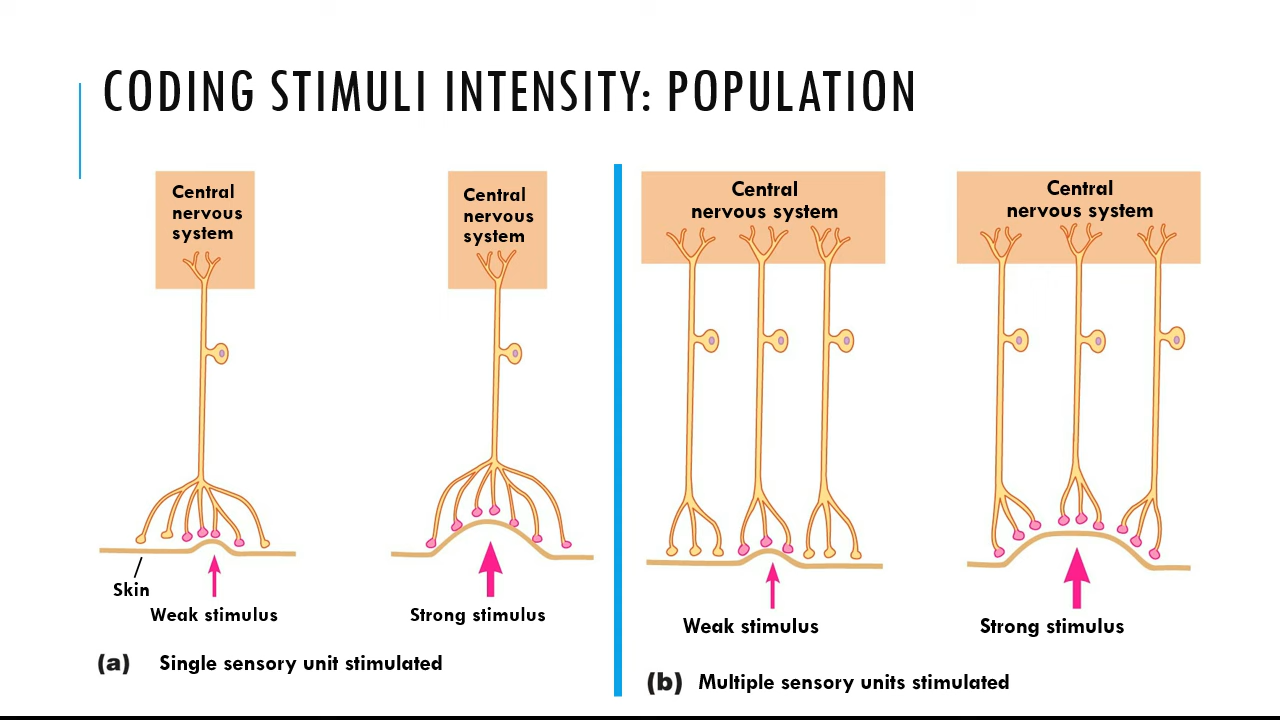 CODING STIMULI INTENSITY: POPULATION
Central
nervous
system
Skin
Weak stimulus
Central
nervous
system
Strong stimulus
(a) Single sensory unit stimulated
Central
nervous system
Weak stimulus
Central
nervous system
Strong stimulus
(b) Multiple sensory units stimulated